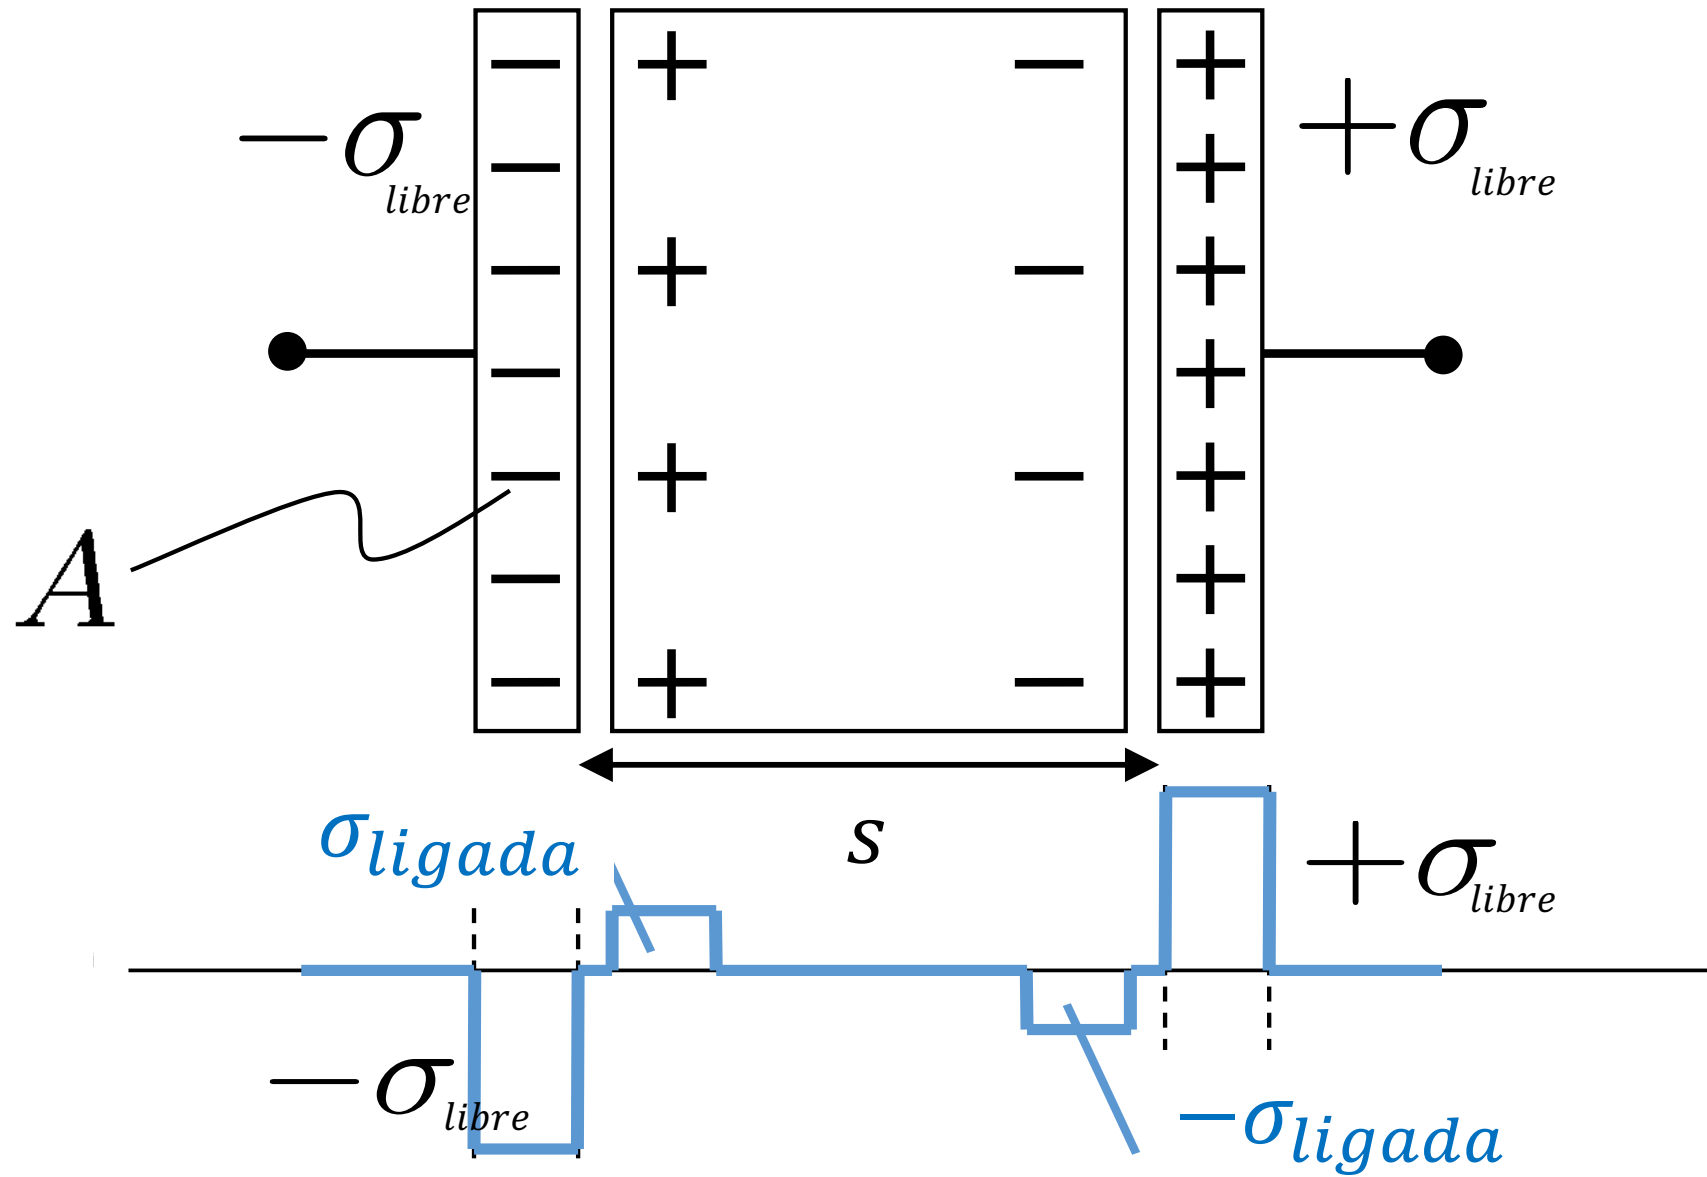 −σ libre
+σ libre
A
s
σligada
+σ libre
−σ libre
−σligada